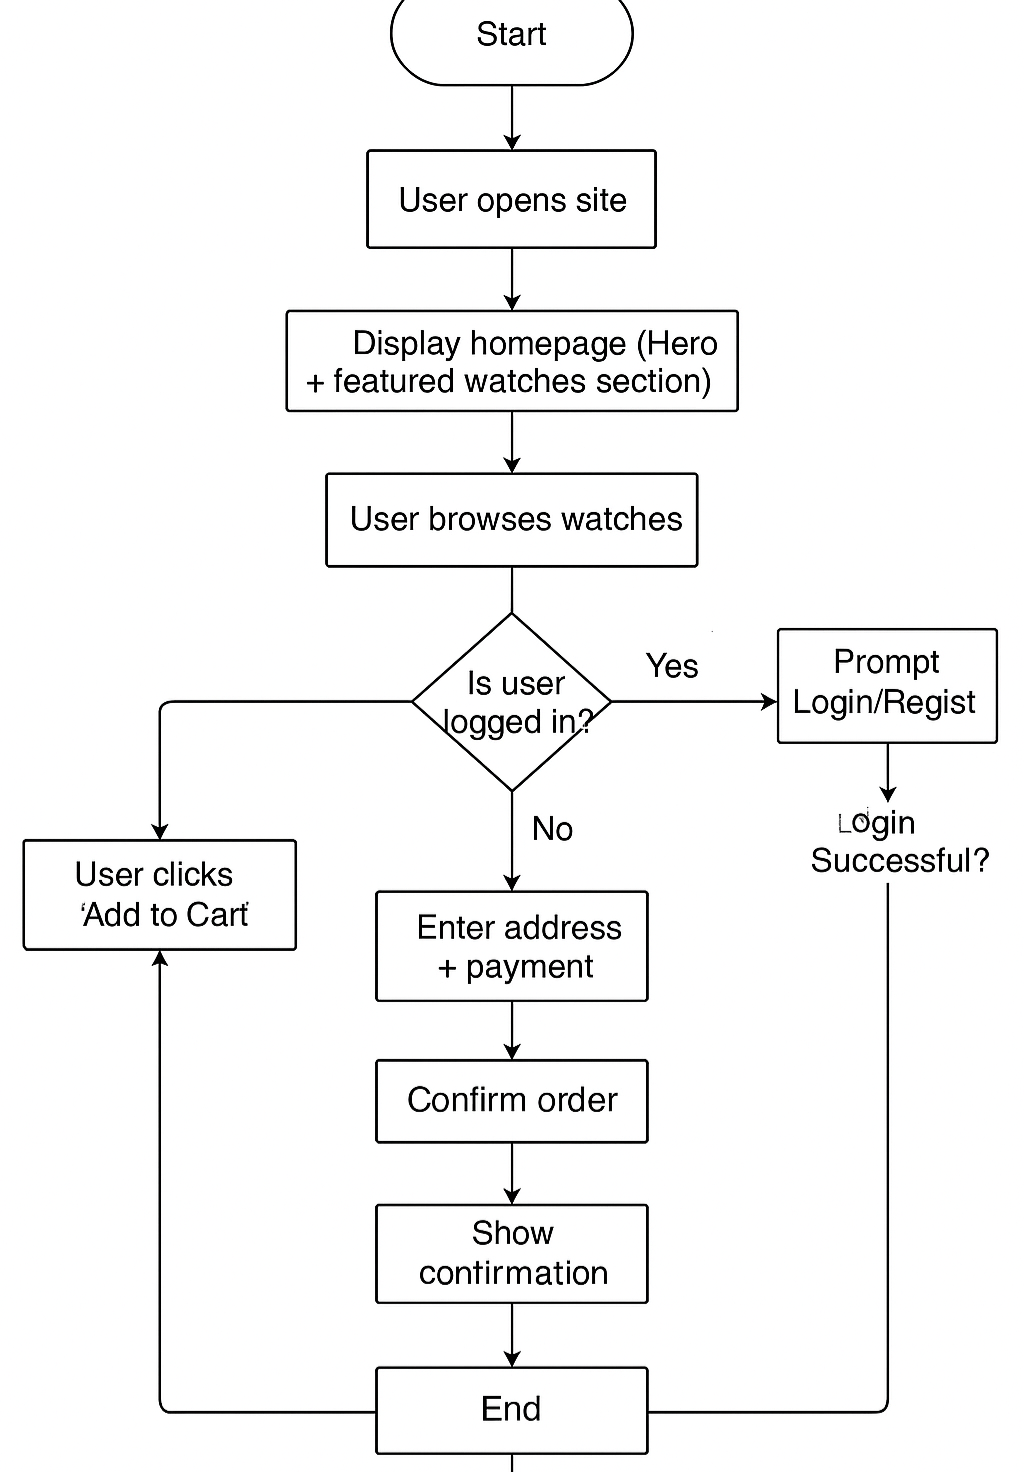 Start
User opens site
Display homepage (Hero
+ featured watches section)
User browses watches
Is user
logged in?
Yes
Prompt
Login/Regist
No
Login
Successful?
User clicks
‘Add to Cart’
Enter address
+ payment
Confirm order
Show
confirmation
End